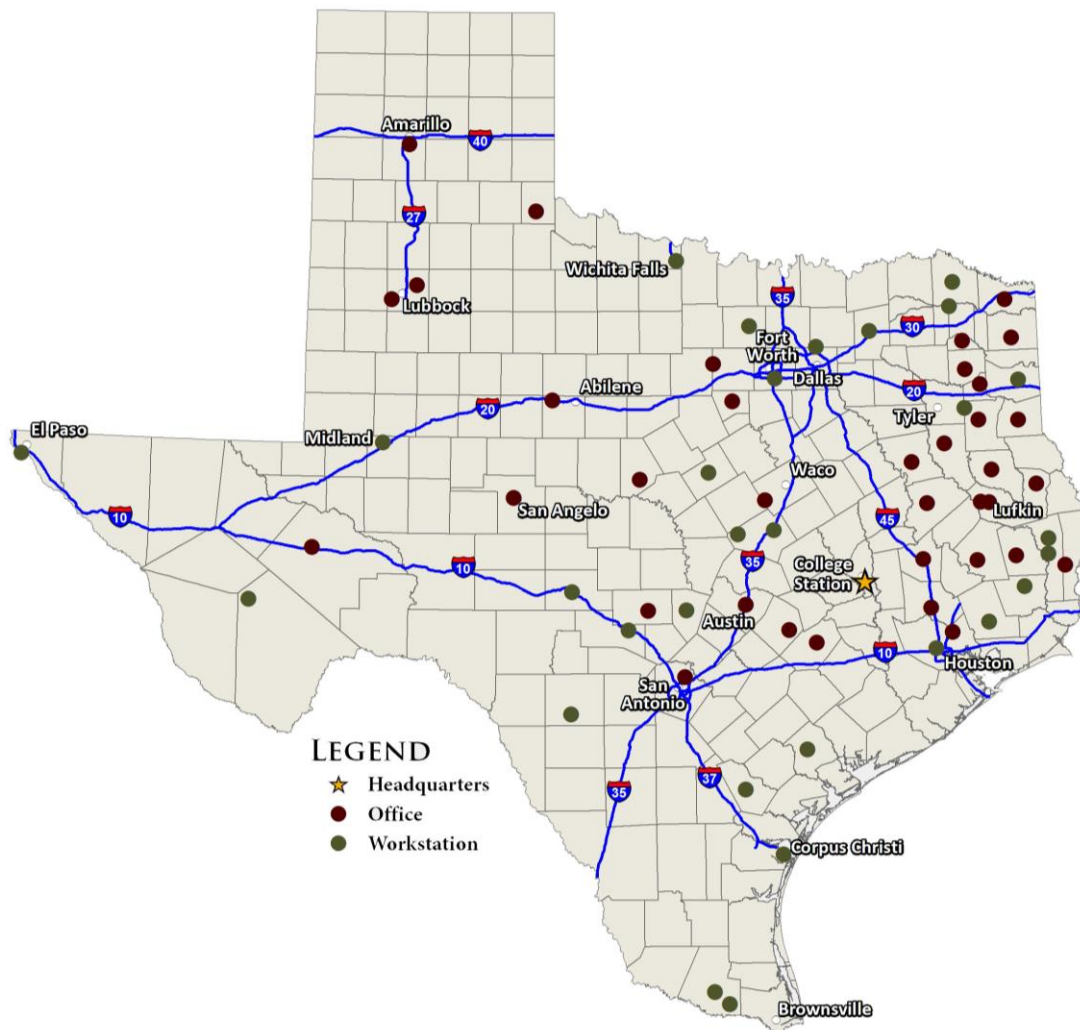 Amarillo
40
27
Wichita Falls
Lubbock
35
30
Fort
Worth
Dallas
Abilene
20
20
Tyler
El Paso
Midland
Waco
San Angelo
10
45
Lufkin
35
College
Station
10
Austin
10
Houston
San
Antonio
LEGEND
Headquarters
Office
Workstation
37
35
Corpus Christi
Brownsville